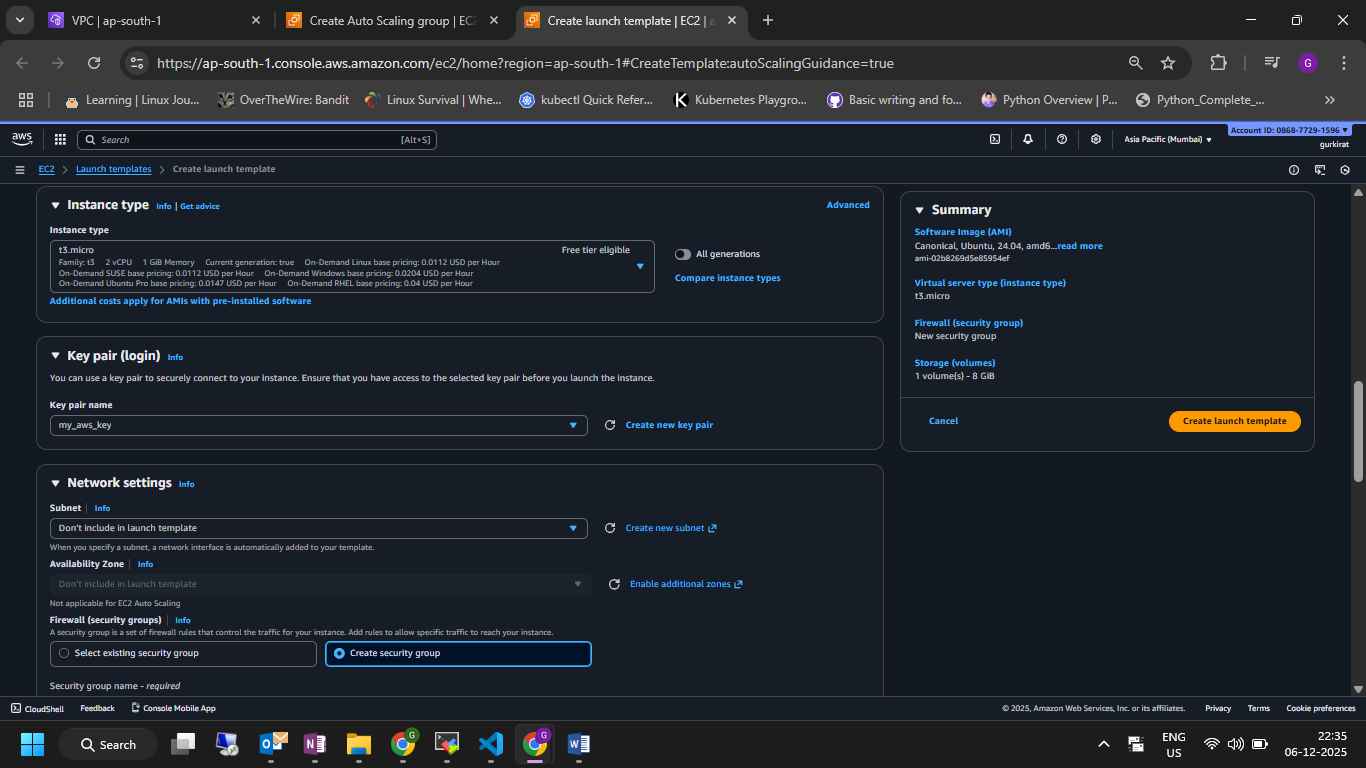 VPC | ap-south-1
Create Auto Scaling group | EC2
Create launch template | EC2 | a
https://ap-south-1.console.aws.amazon.com/ec2/home?region=ap-south-1#CreateTemplate:autoScalingGuidance=true
G
Learning | Linux Jou...
OverTheWire: Bandit
Linux Survival | Whe...
kubectl Quick Refer...
Kubernetes Playgro...
Basic writing and fo...
Python Overview | P...
Python_Complete_...
aws
Search
[Alt+S]
Asia Pacific (Mumbai)
Account ID: 0868-7729-1596
gurkirat
EC2
Launch templates
Create launch template
Instance type
Info | Get advice
Advanced
Instance type
t3.micro
Free tier eligible
Family: t3 2 vCPU 1 GiB Memory Current generation: true On-Demand Linux base pricing: 0.0112 USD per Hour
On-Demand SUSE base pricing: 0.0112 USD per Hour On-Demand Windows base pricing: 0.0204 USD per Hour
On-Demand Ubuntu Pro base pricing: 0.0147 USD per Hour On-Demand RHEL base pricing: 0.04 USD per Hour
All generations
Compare instance types
Additional costs apply for AMIs with pre-installed software
Key pair (login) Info
You can use a key pair to securely connect to your instance. Ensure that you have access to the selected key pair before you launch the instance.
Key pair name
my_aws_key
Create new key pair
Network settings Info
Subnet | Info
Don't include in launch template
Create new subnet
When you specify a subnet, a network interface is automatically added to your template.
Availability Zone | Info
Don't include in launch template
Enable additional zones
Not applicable for EC2 Auto Scaling
Firewall (security groups) | Info
A security group is a set of firewall rules that control the traffic for your instance. Add rules to allow specific traffic to reach your instance.
Select existing security group
Create security group
Security group name - required
Summary
Software Image (AMI)
Canonical, Ubuntu, 24.04, amd6...read more
ami-02b8269d5e85954ef
Virtual server type (instance type)
t3.micro
Firewall (security group)
New security group
Storage (volumes)
1 volume(s) - 8 GiB
Cancel
Create launch template
CloudShell
Feedback
Console Mobile App
© 2025, Amazon Web Services, Inc. or its affiliates.
Privacy
Terms
Cookie preferences
Search
ENG
US
22:35
06-12-2025